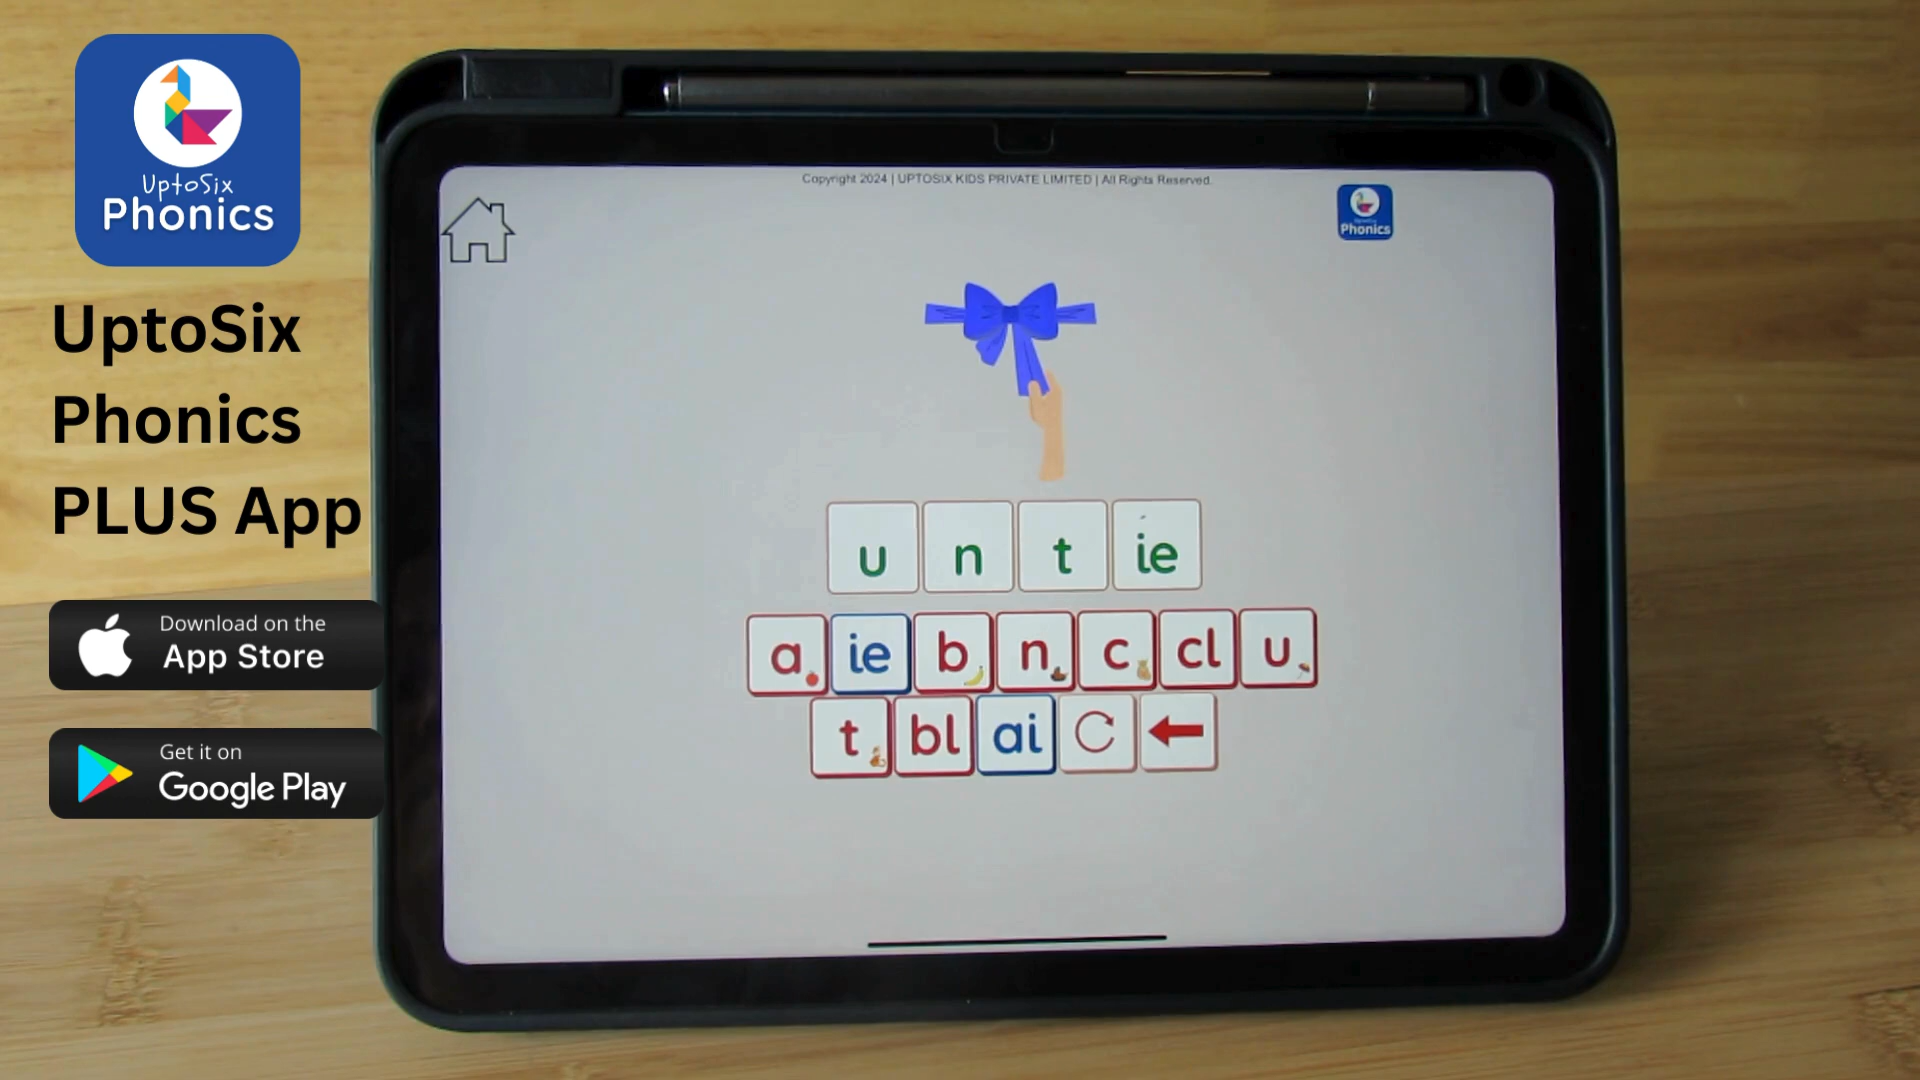 UptoSix
Phonics
UptoSix
Phonics
PLUS App
Download on the
App Store
Get it on
Google Play
Copyright 2024 | UPTOSIX KIDS PRIVATE LIMITED | All Rights Reserved.
Phonics
u n t ie
a ie b n c cl u
t bl ai